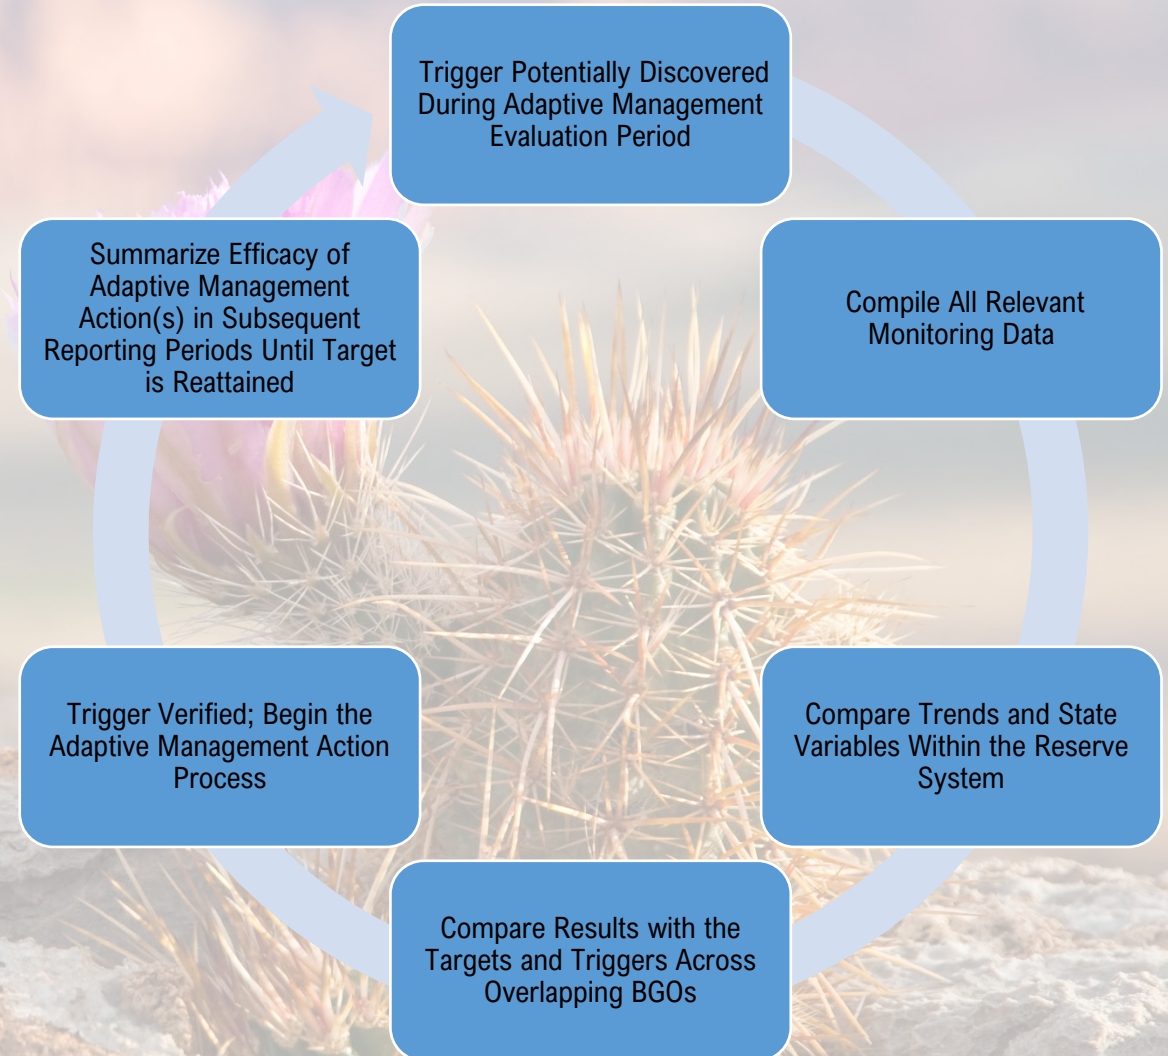 Trigger Potentially Discovered
During Adaptive Management
Evaluation Period
Compile All Relevant
Monitoring Data
Compare Trends and State
Variables Within the Reserve
System
Compare Results with the
Targets and Triggers Across
Overlapping BGOs
Trigger Verified; Begin the
Adaptive Management Action
Process
Summarize Efficacy of
Adaptive Management
Action(s) in Subsequent
Reporting Periods Until Target
is Reattained